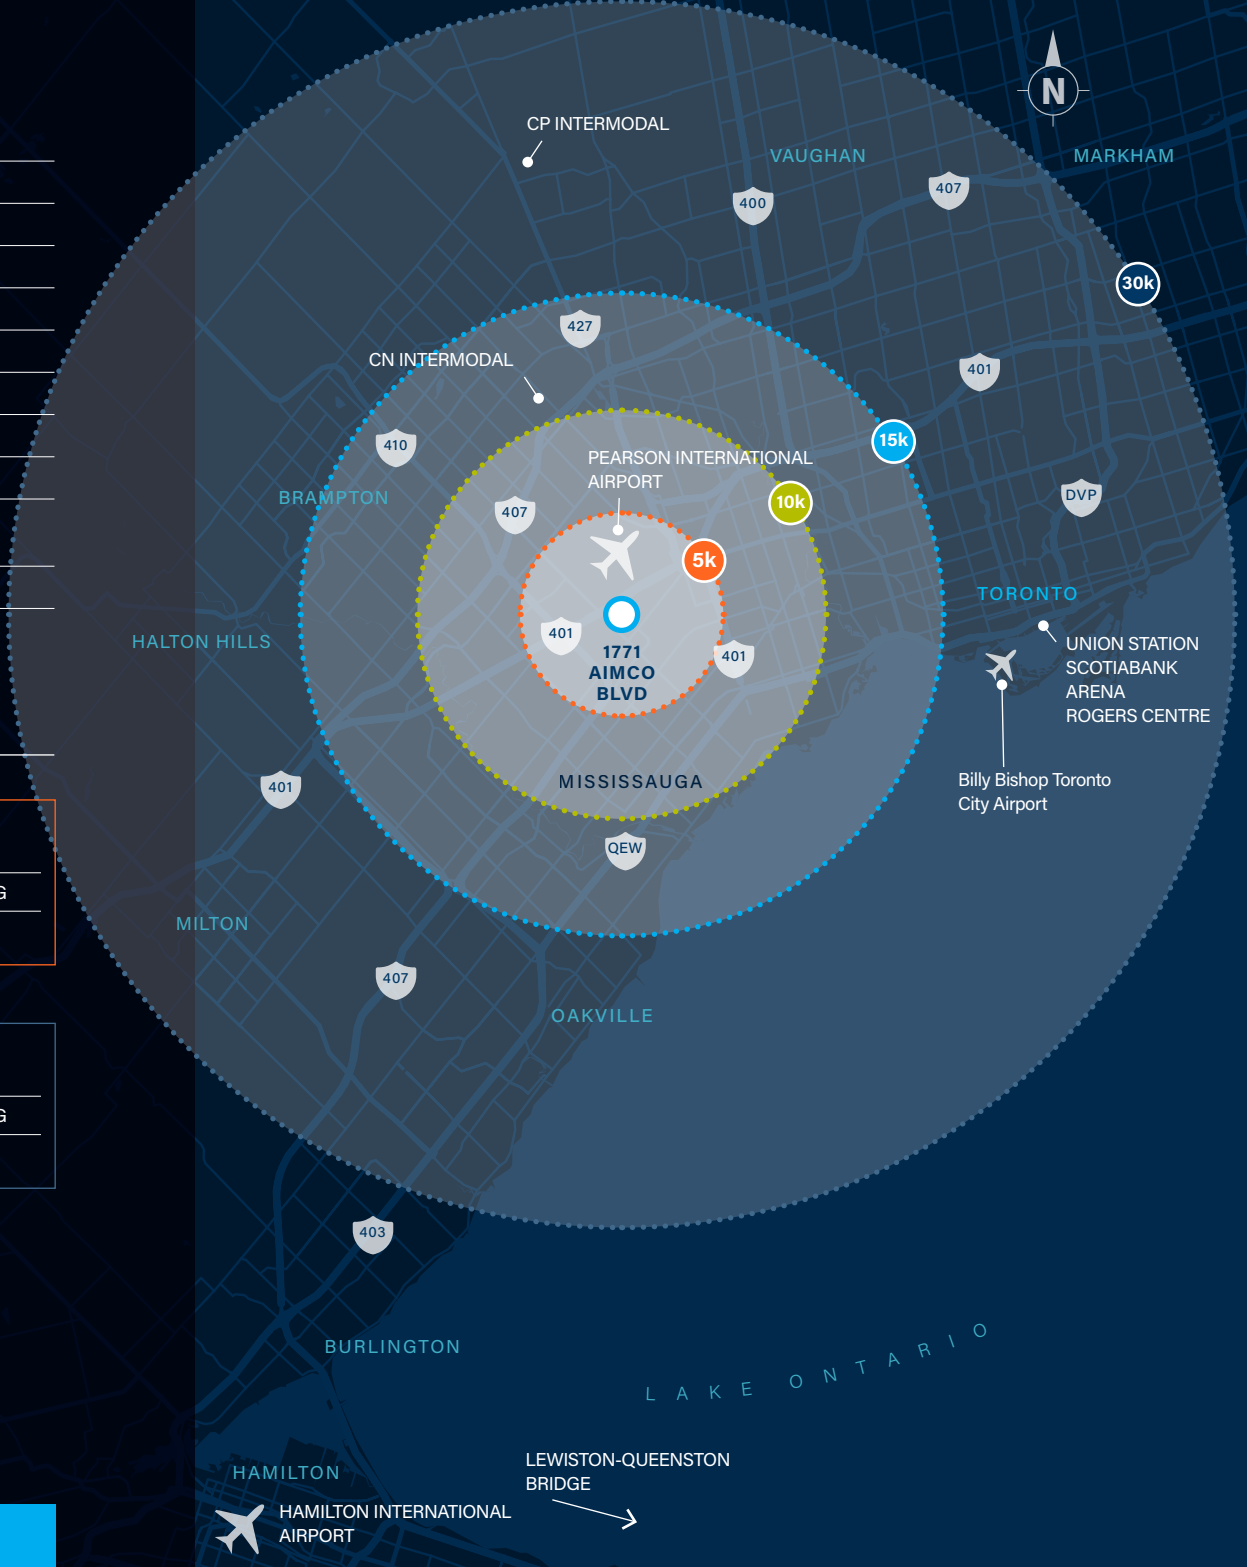 N
CP INTERMODAL
VAUGHAN
MARKHAM
407
400
30k
427
CN INTERMODAL
401
410
15k
PEARSON INTERNATIONAL
AIRPORT
BRAMPTON
DVP
10k
407
5k
TORONTO
401
HALTON HILLS
UNION STATION
SCOTIABANK
ARENA
ROGERS CENTRE
1771
AIMCO
BLVD
401
MISSISSAUGA
Billy Bishop Toronto
City Airport
401
QEW
G
MILTON
407
OAKVILLE
G
403
BURLINGTON
LAKE ONTARIO
LEWISTON-QUEENSTON
BRIDGE
HAMILTON
HAMILTON INTERNATIONAL
AIRPORT